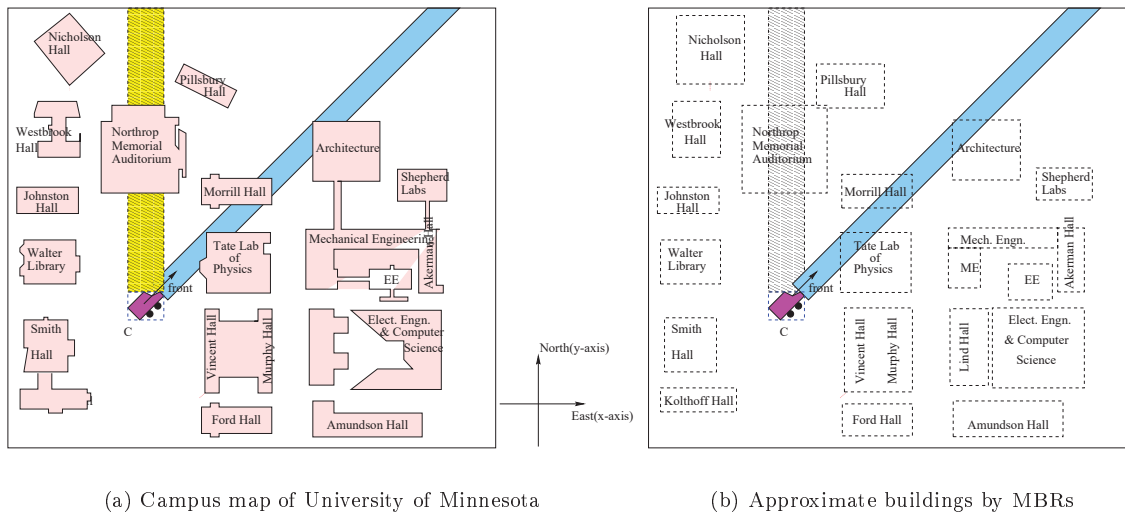 Nicholson
Hall
Pillsbury
Hall
Westbrook
Hall
Northrop
Memorial
Auditorium
Architecture
Johnston
Hall
Morrill Hall
Shepherd
Labs
Walter
Library
Tate Lab
of
Physics
Mechanical Engineering
Akerman Hall
EE
front
C
Smith
Hall
Vincent Hall
Murphy Hall
Elect. Engn.
& Computer
Science
Ford Hall
Amundson Hall
North(y-axis)
East(x-axis)
(a) Campus map of University of Minnesota
Nicholson
Hall
Pillsbury
Hall
Westbrook
Hall
Northrop
Memorial
Auditorium
Architecture
Johnston
Hall
Morrill Hall
Shepherd
Labs
Walter
Library
Tate Lab
of
Physics
Mech. Engn.
ME
EE
Akerman Hall
front
C
Smith
Hall
Kolthoff Hall
Vincent Hall
Murphy Hall
Lind Hall
Elect. Engn.
& Computer
Science
Ford Hall
Amundson Hall
(b) Approximate buildings by MBRs